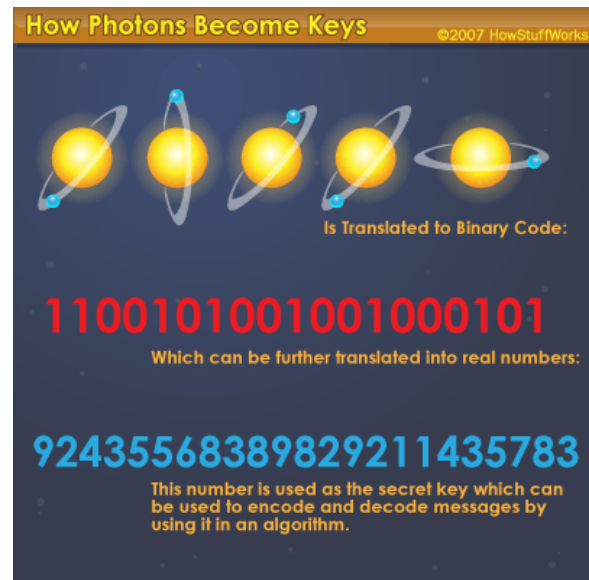 How Photons Become Keys
©2007 HowStuffWorks
Is Translated to Binary Code:
1100101001001000101
Which can be further translated into real numbers:
92435568389829211435783
This number is used as the secret key which can
be used to encode and decode messages by
using it in an algorithm.